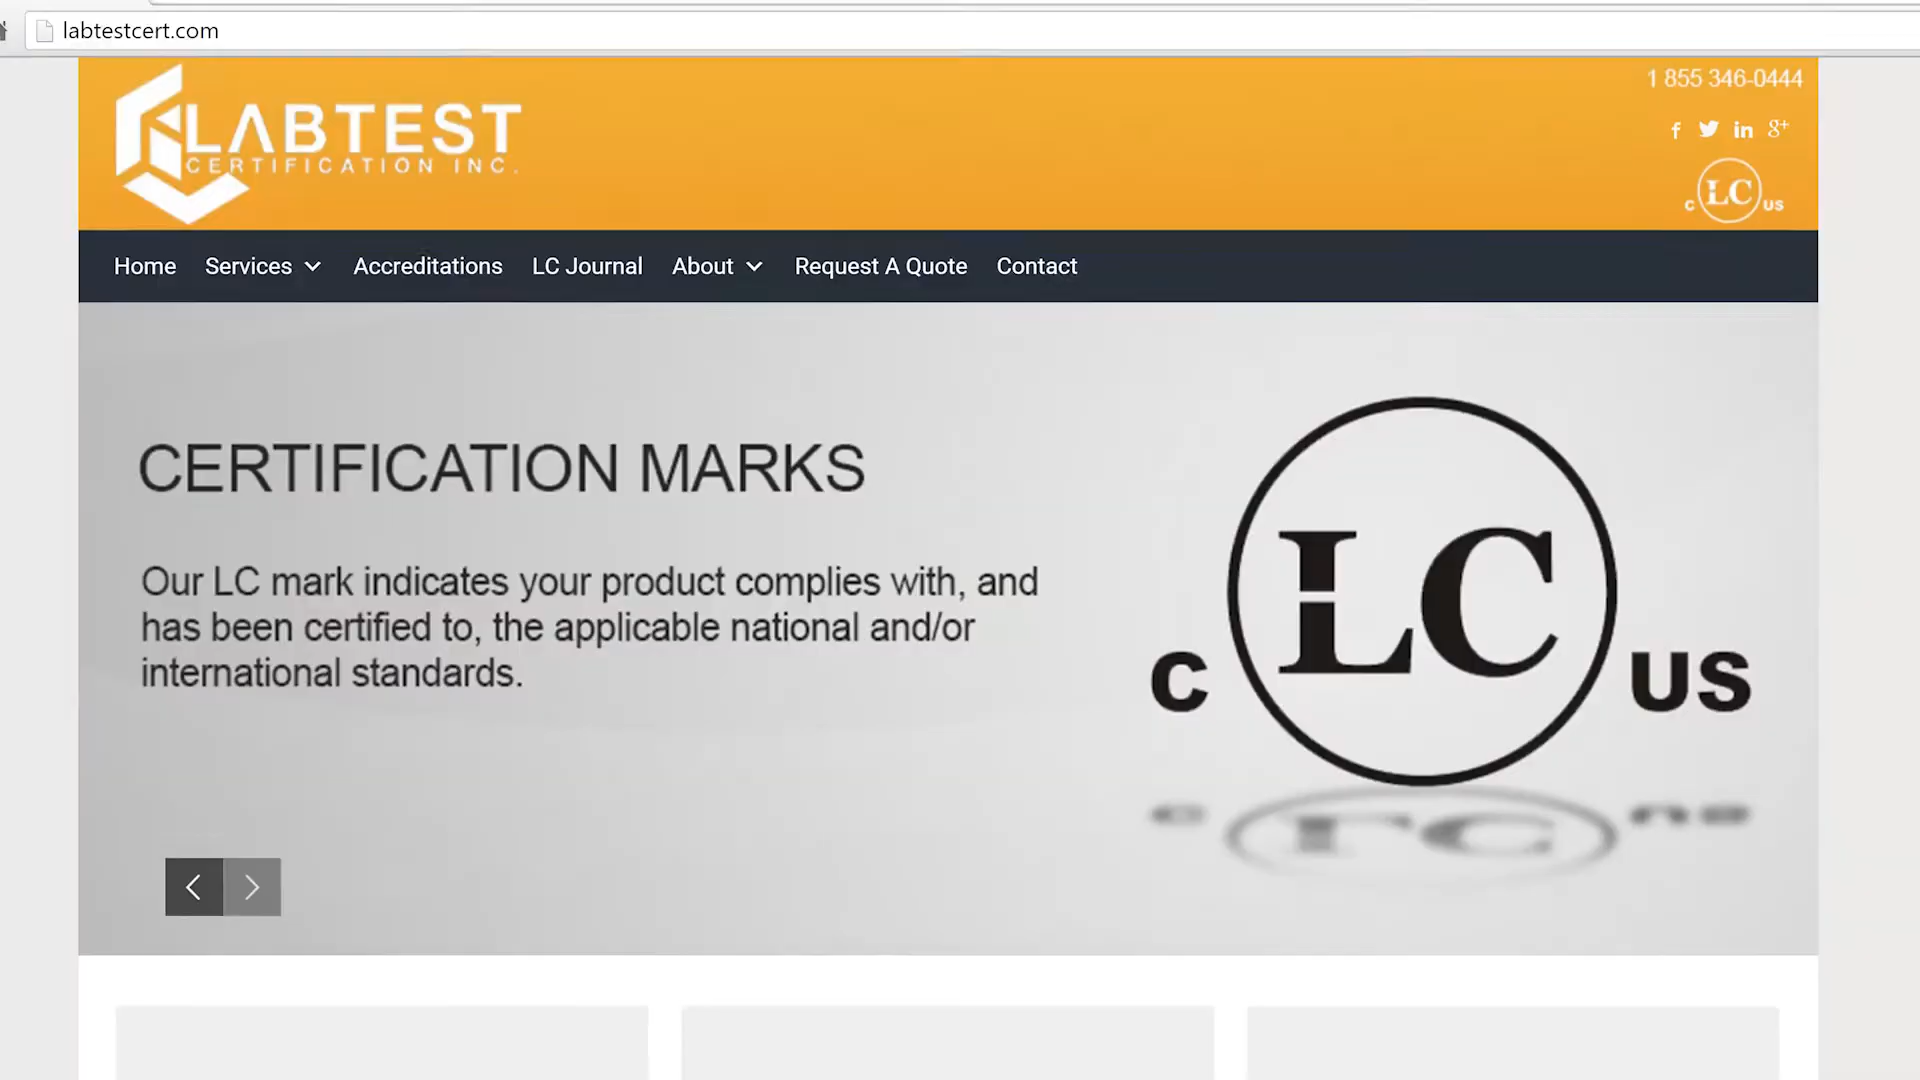 labtestcert.com
1 855 346-0444
LABTEST
CERTIFICATION INC.
f in 8+
c LC US
Home Services Accreditations LC Journal About Request A Quote Contact
CERTIFICATION MARKS
Our LC mark indicates your product complies with, and
has been certified to, the applicable national and/or
international standards.
c LC US